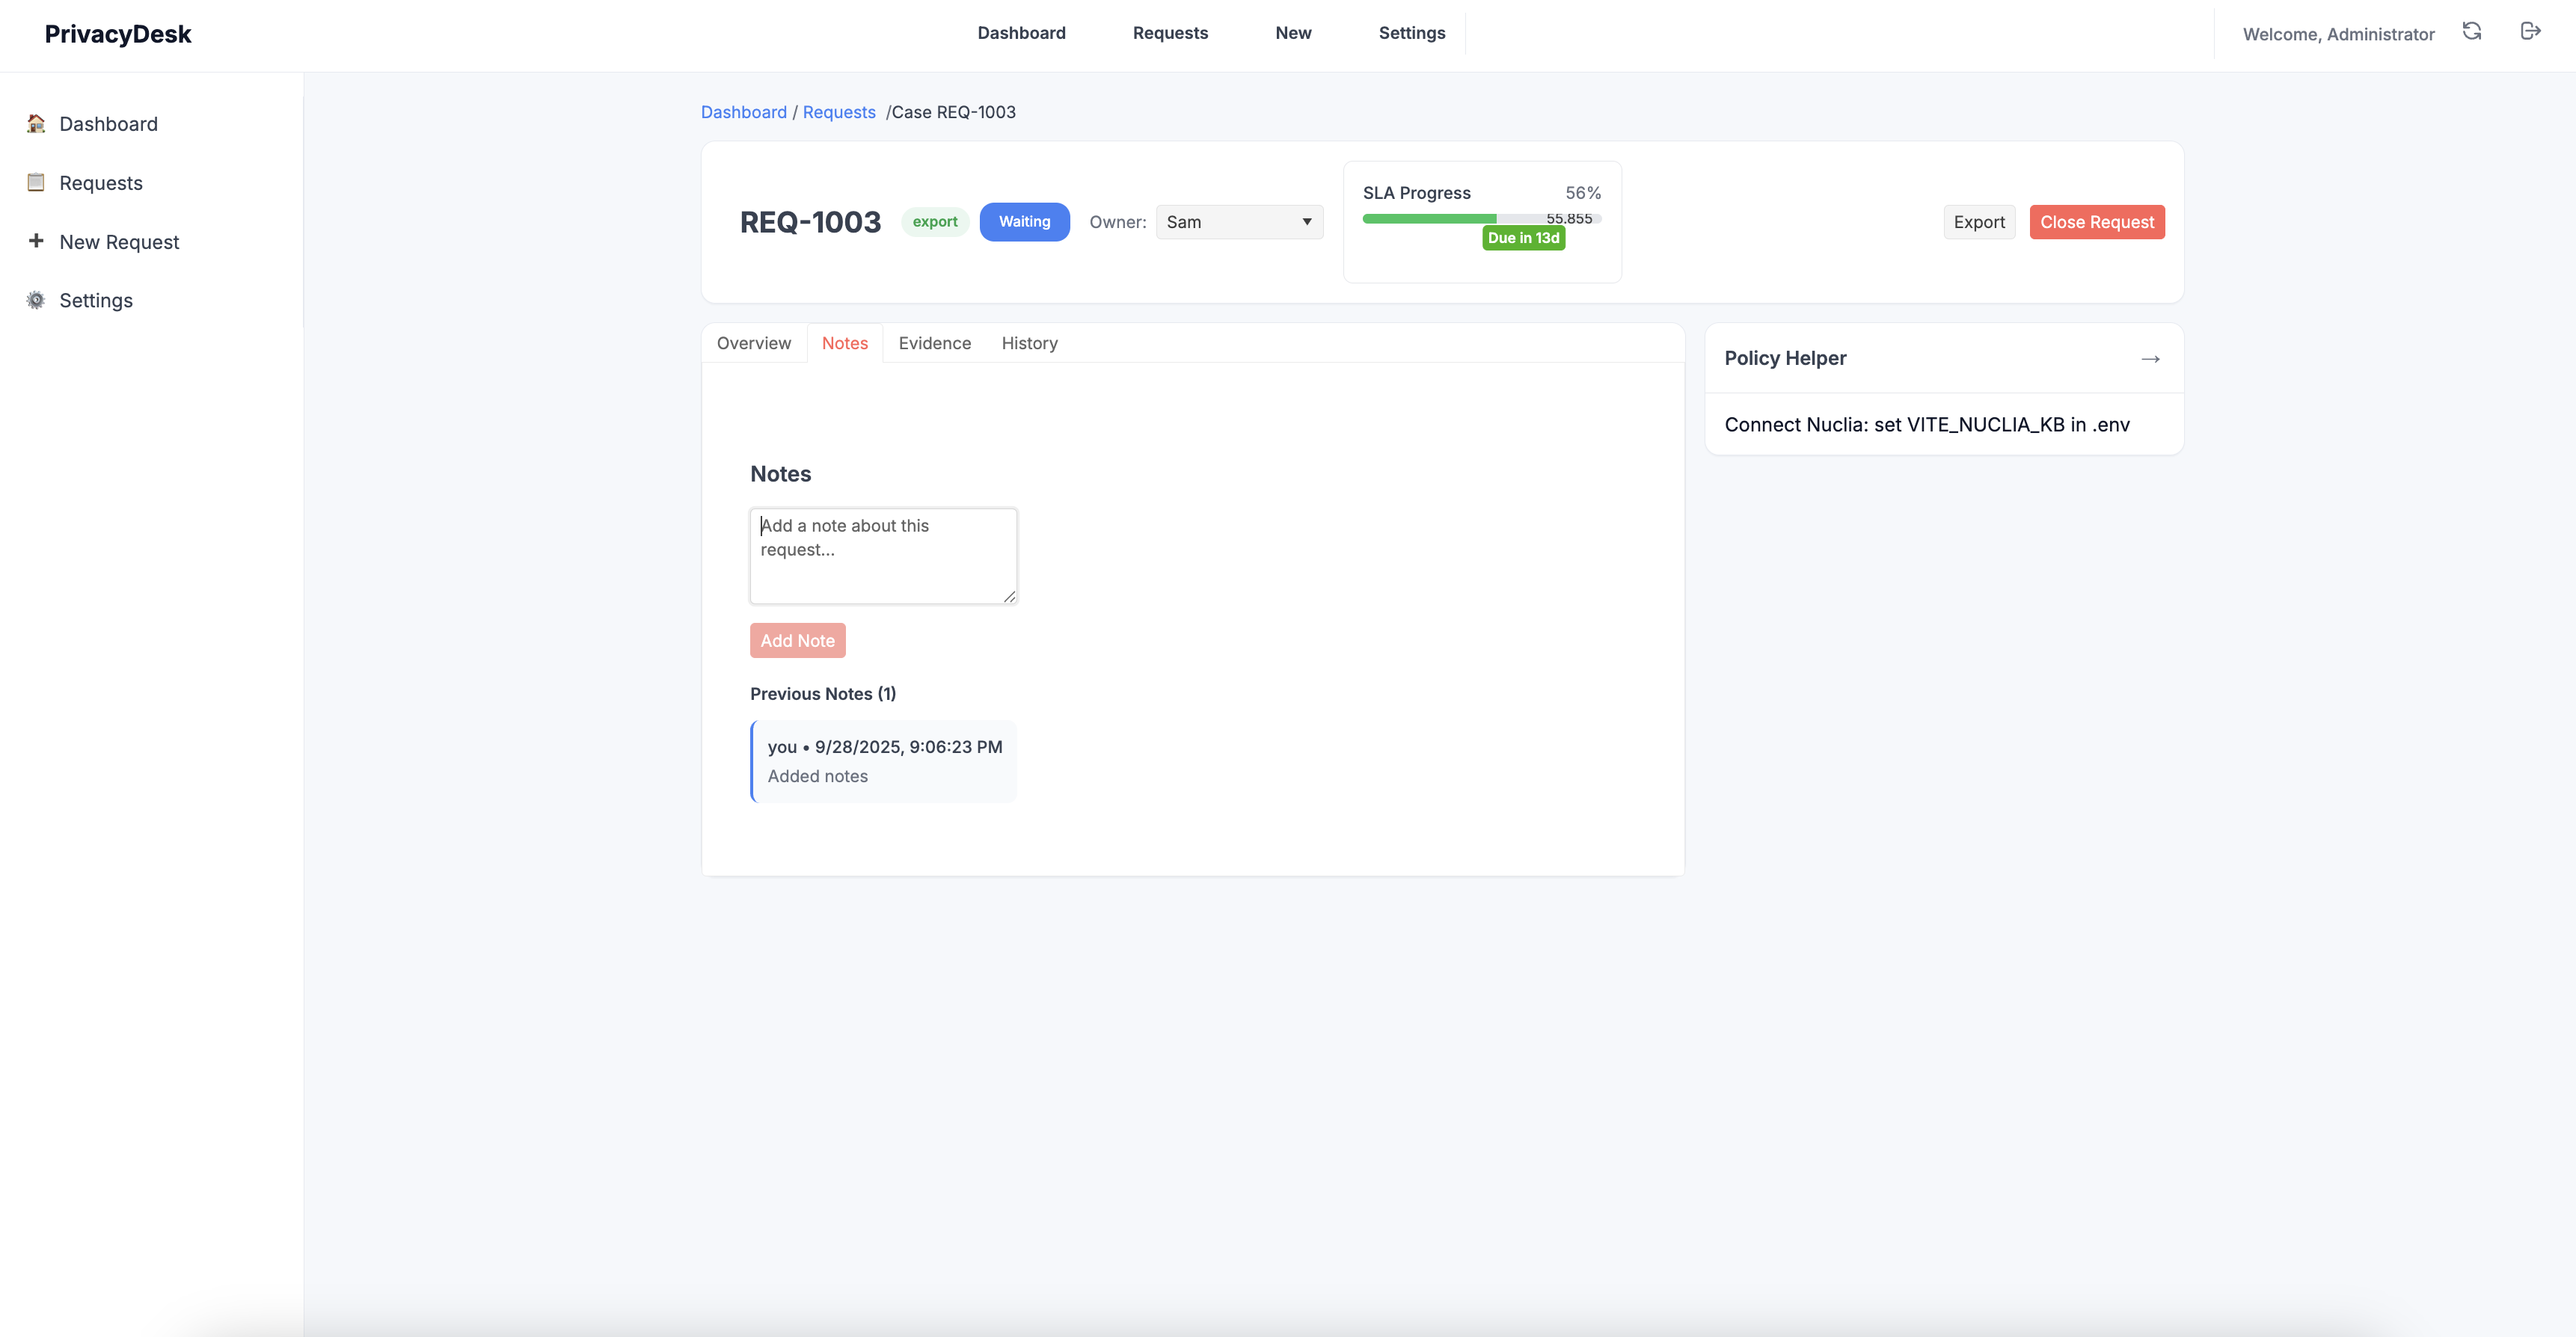 PrivacyDesk
Dashboard
Requests
New
Settings
Welcome, Administrator
Dashboard
Requests
New Request
Settings
Dashboard / Requests /Case REQ-1003
REQ-1003
export
Waiting
Owner:
Sam
SLA Progress
56%
55.855
Due in 13d
Export
Close Request
Overview
Notes
Evidence
History
Notes
Add a note about this
request...
Add Note
Previous Notes (1)
you • 9/28/2025, 9:06:23 PM
Added notes
Policy Helper
→
Connect Nuclia: set VITE_NUCLIA_KB in .env